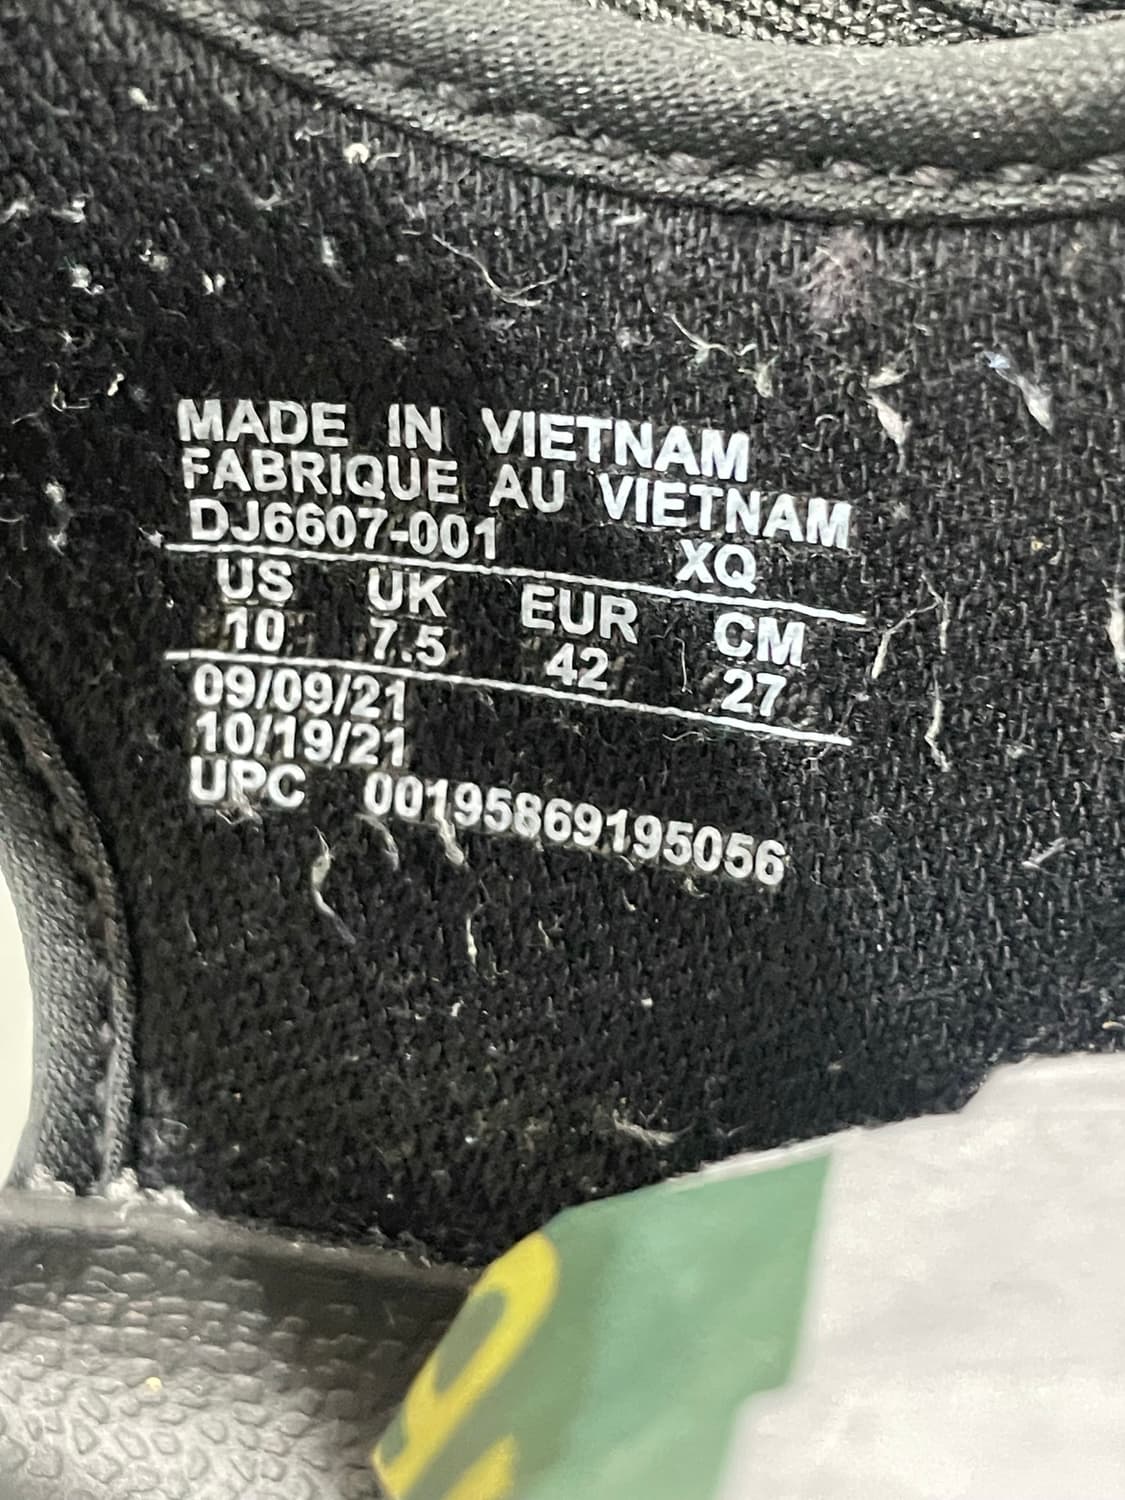 MADE IN VIETNAM
FABRIQUE AU VIETNAM
DJ6607-001 XQ
US UK EUR CM
10 7.5 42 27
09/09/21
10/19/21
UPC 00195869195056